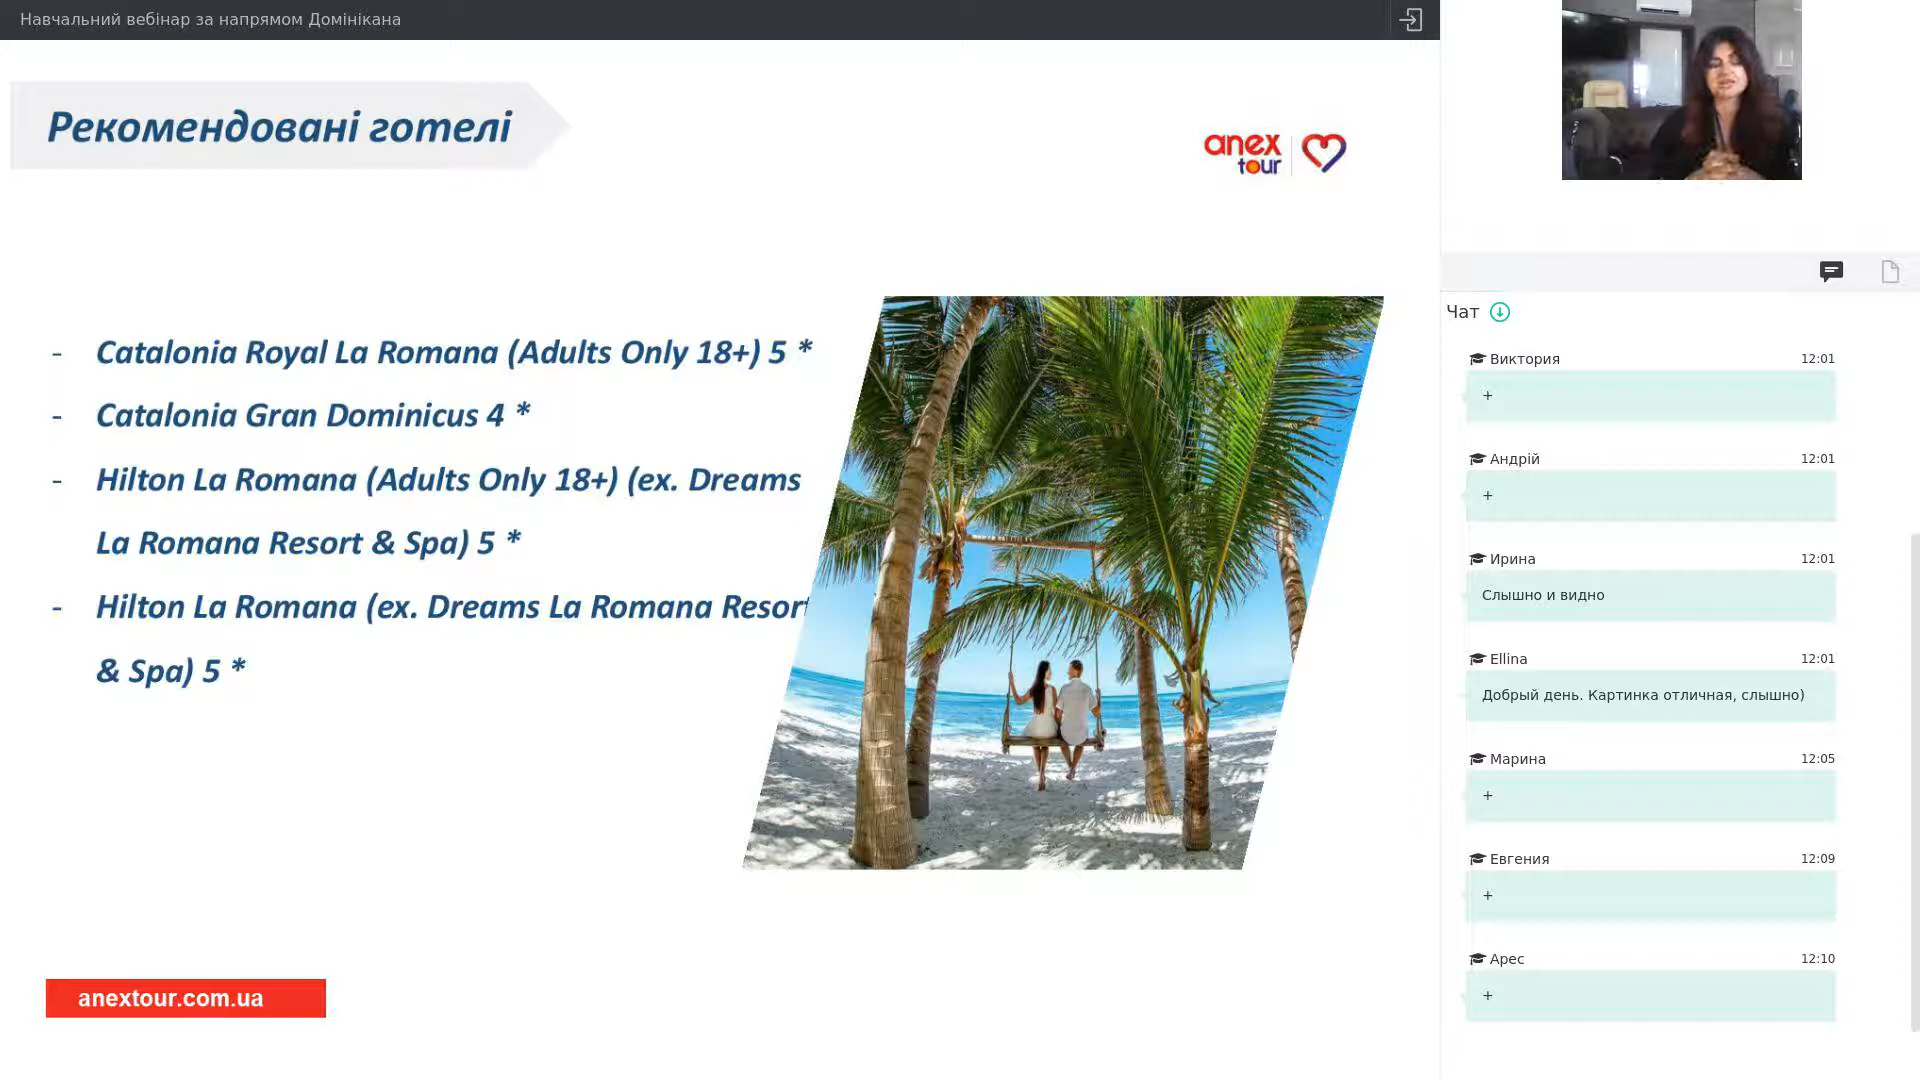 Навчальний вебінар за напрямом Домінікана
Рекомендовані готелі
anex
tour
- Catalonia Royal La Romana (Adults Only 18+) 5 *
- Catalonia Gran Dominicus 4 *
- Hilton La Romana (Adults Only 18+) (ex. Dreams
La Romana Resort & Spa) 5 *
- Hilton La Romana (ex. Dreams La Romana Resort
& Spa) 5 *
anextour.com.ua
Чат
Виктория 12:01
+
Андрій 12:01
+
Ирина 12:01
Слышно и видно
Ellina 12:01
Добрый день. Картинка отличная, слышно)
Марина 12:05
+
Евгения 12:09
+
Арес 12:10
+